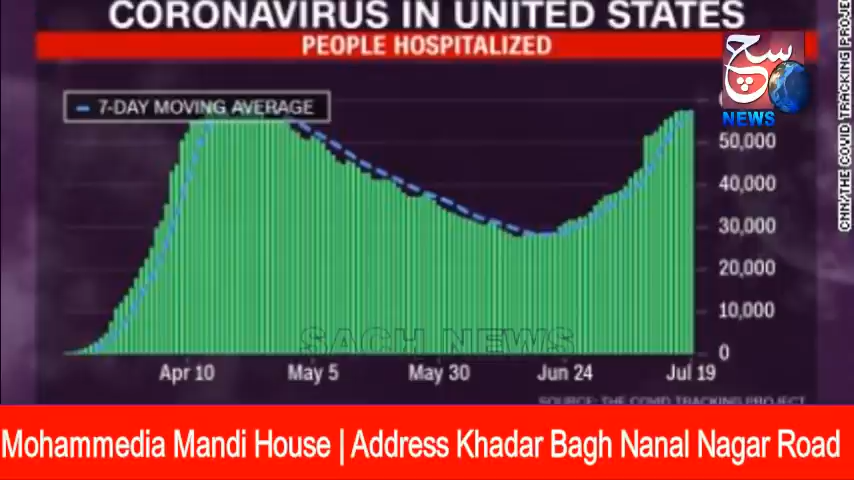 CORONAVIRUS IN UNITED STATES
PEOPLE HOSPITALIZED
سچ
NEWS
7-DAY MOVING AVERAGE
50,000
40,000
30,000
20,000
10,000
0
SACH NEWS
Apr 10
May 5
May 30
Jun 24
Jul 19
SOURCE: THE COVID TRACKING PROJECT
CNN/THE COVID TRACKING
Mohammedia Mandi House | Address Khadar Bagh Nanal Nagar Road